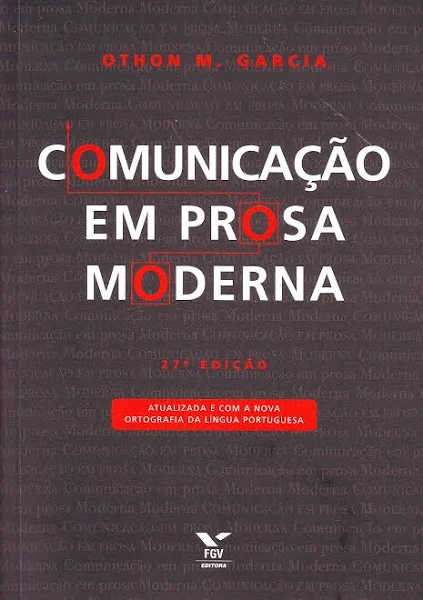 OTHON M. GARCIA
COMUNICAÇÃO
EM PROSA
MODERNA
27ª EDIÇÃO
ATUALIZADA E COM A NOVA
ORTOGRAFIA DA LÍNGUA PORTUGUESA
FGV
EDITORA